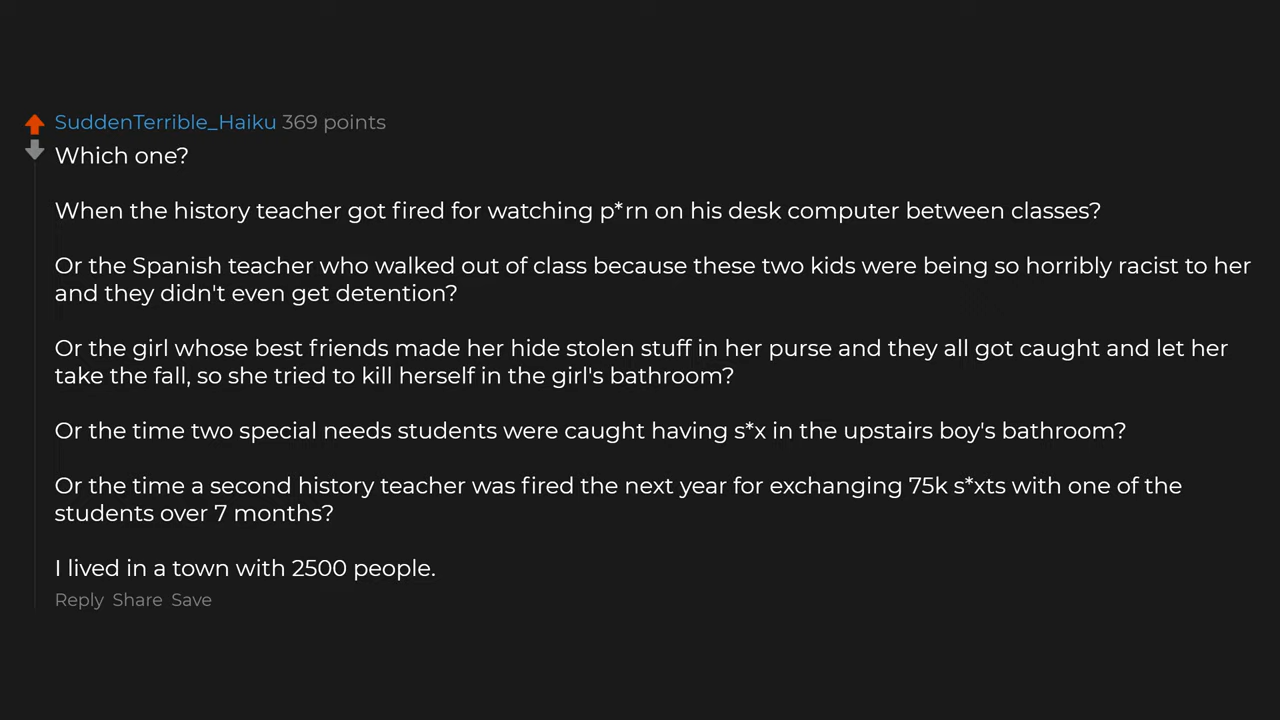 SuddenTerrible_Haiku 369 points
Which one?
When the history teacher got fired for watching p*rn on his desk computer between classes?
Or the Spanish teacher who walked out of class because these two kids were being so horribly racist to her
and they didn't even get detention?
Or the girl whose best friends made her hide stolen stuff in her purse and they all got caught and let her
take the fall, so she tried to kill herself in the girl's bathroom?
Or the time two special needs students were caught having s*x in the upstairs boy's bathroom?
Or the time a second history teacher was fired the next year for exchanging 75k s*xts with one of the
students over 7 months?
I lived in a town with 2500 people.
Reply Share Save